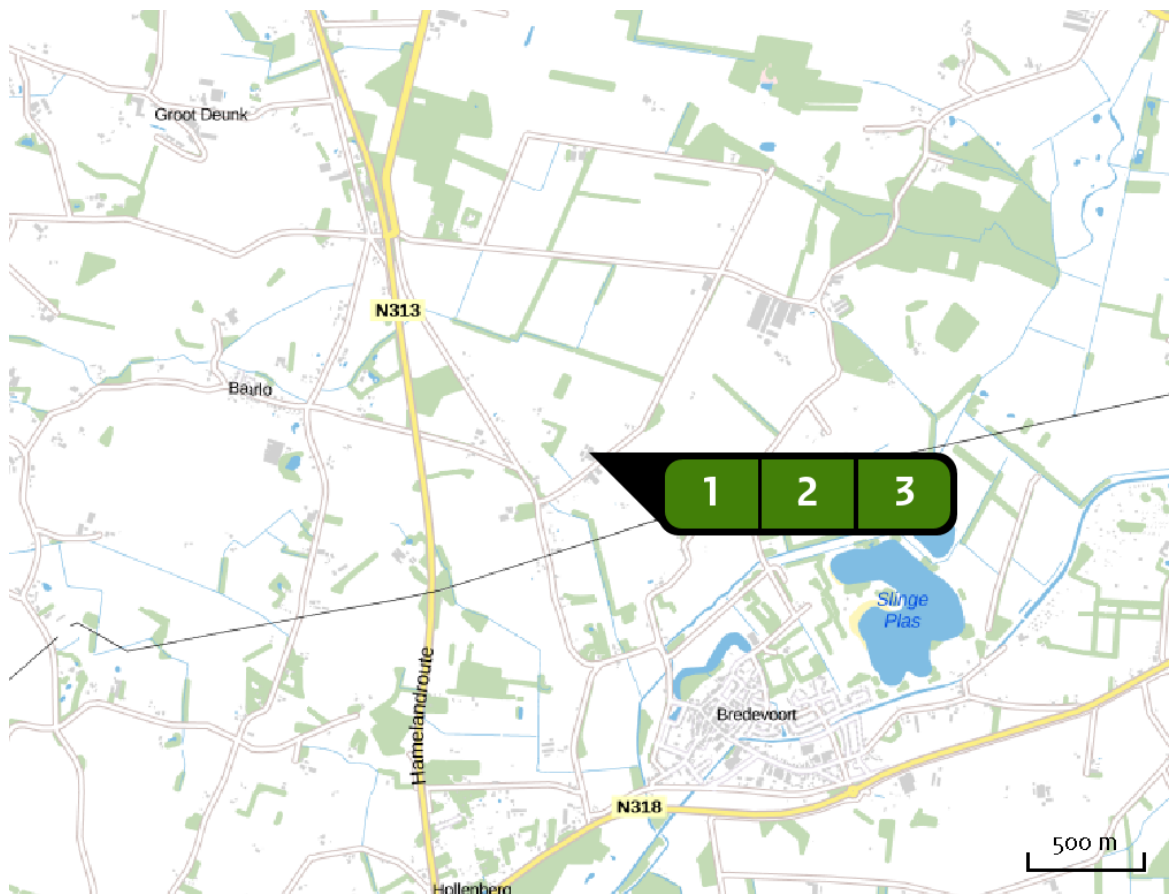 Groot Deunk
N313
Barlo
1 2 3
Slinge
Plas
Hamelandroute
Bredevoort
N318
500 m
Hollenberg